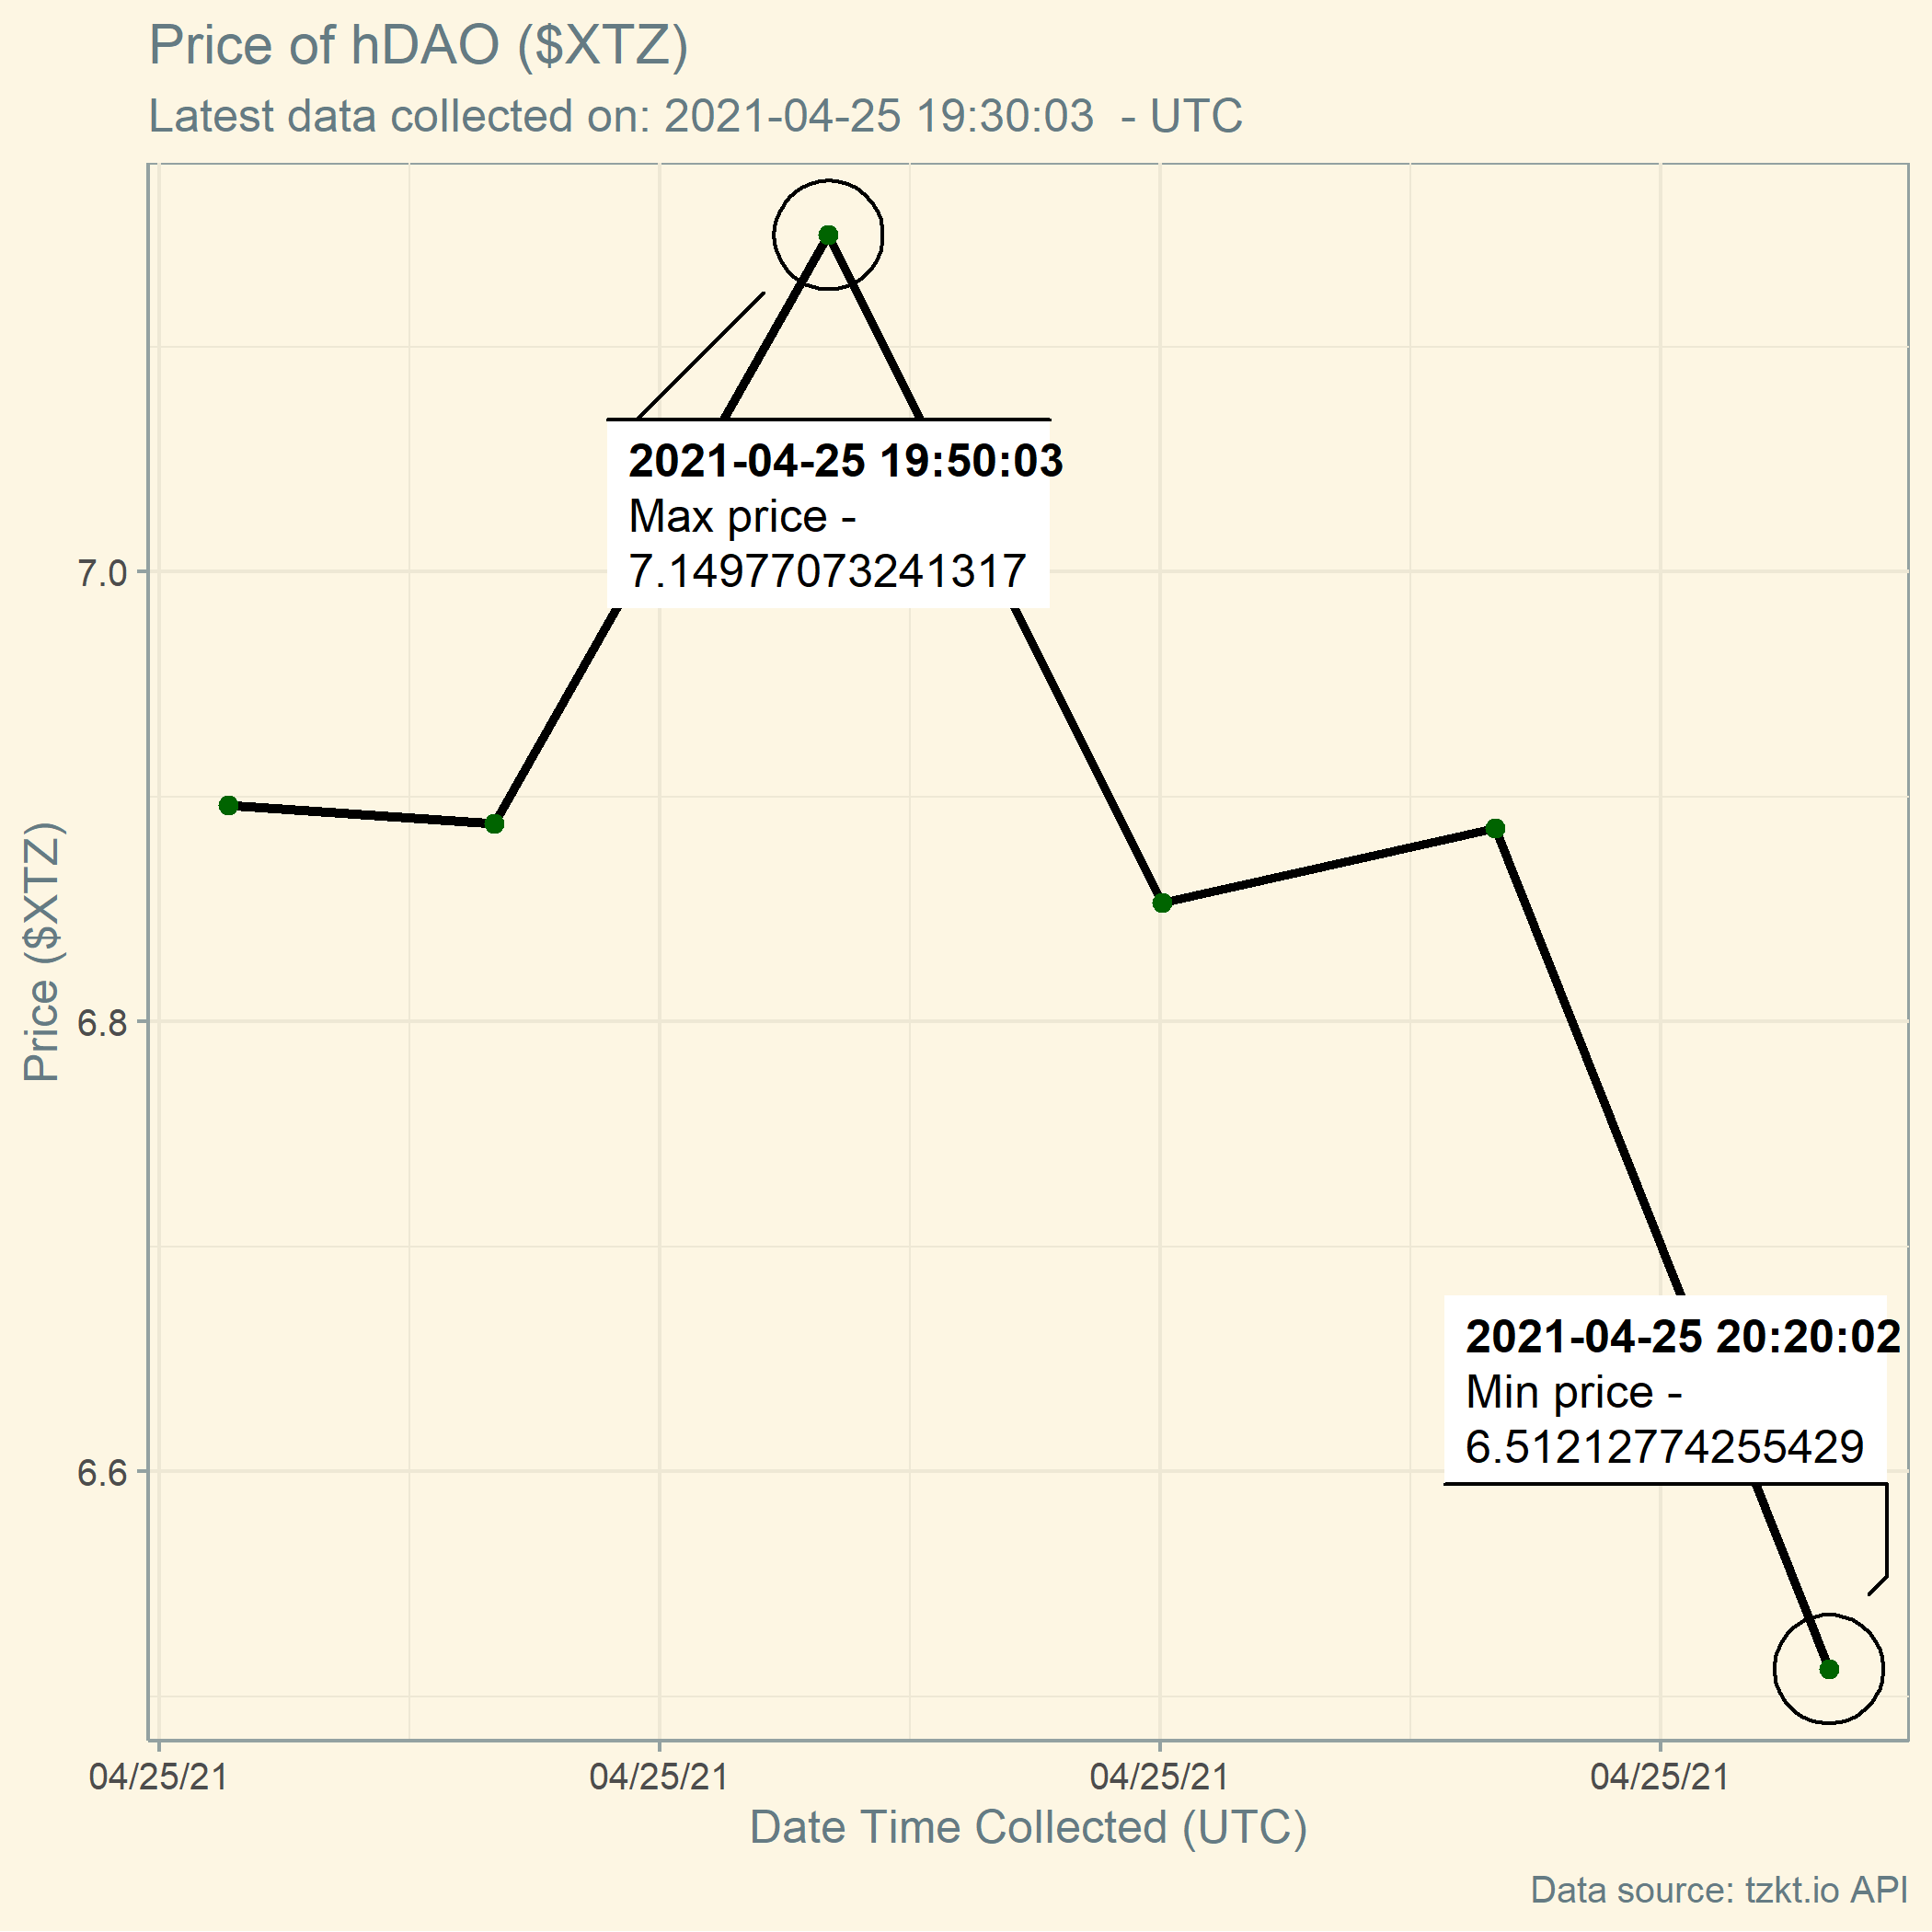 Price of hDAO ($XTZ)
Latest data collected on: 2021-04-25 19:30:03  - UTC
2021-04-25 19:50:03
Max price -
7.14977073241317
7.0
6.8
6.6
Price ($XTZ)
2021-04-25 20:20:02
Min price -
6.51212774255429
04/25/21
04/25/21
04/25/21
04/25/21
Date Time Collected (UTC)
Data source: tzkt.io API